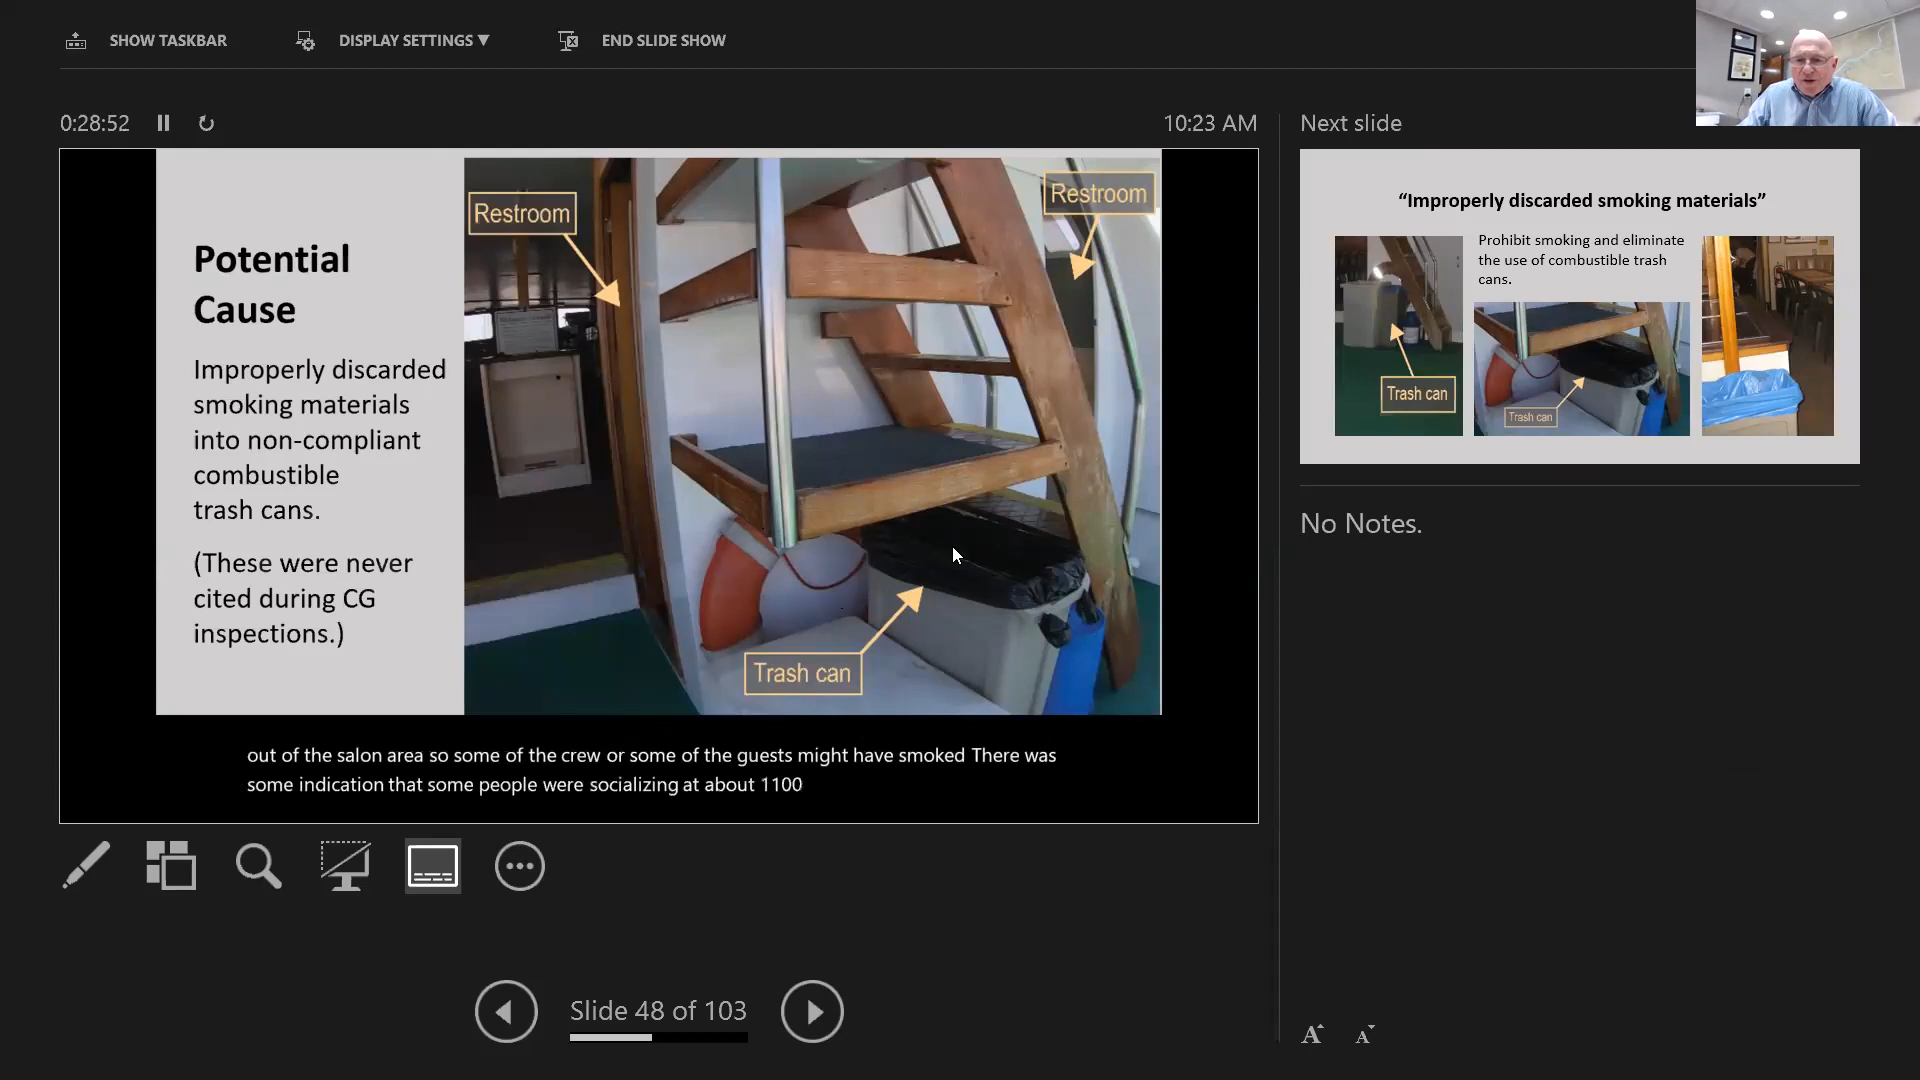 SHOW TASKBAR
DISPLAY SETTINGS ▼
END SLIDE SHOW
0:28:52
10:23 AM
Potential
Cause
Improperly discarded
smoking materials
into non-compliant
combustible
trash cans.
(These were never
cited during CG
inspections.)
Restroom
Restroom
Trash can
out of the salon area so some of the crew or some of the guests might have smoked There was
some indication that some people were socializing at about 1100
Slide 48 of 103
Next slide
“Improperly discarded smoking materials”
Prohibit smoking and eliminate
the use of combustible trash
cans.
Trash can
Trash can
No Notes.
A
A